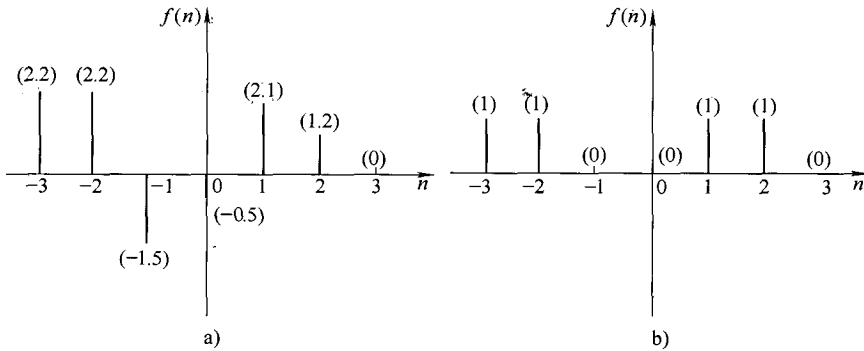 f(n)
(2.2) (2.2)
(2.1)
(1.2)
(0)
−3 −2 −1 0 1 2 3 n
(−0.5)
(−1.5)
a)
f(n)
(1) (1) (1) (1)
(0) (0) (0)
−3 −2 −1 0 1 2 3 n
b)